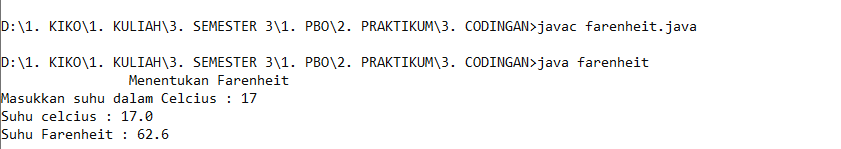 D:\1. KIKO\1. KULIAH\3. SEMESTER 3\1. PBO\2. PRAKTIKUM\3. CODINGAN>javac farenheit.java
D:\1. KIKO\1. KULIAH\3. SEMESTER 3\1. PBO\2. PRAKTIKUM\3. CODINGAN>java farenheit
Menentukan Farenheit
Masukkan suhu dalam Celcius : 17
Suhu celcius : 17.0
Suhu Farenheit : 62.6